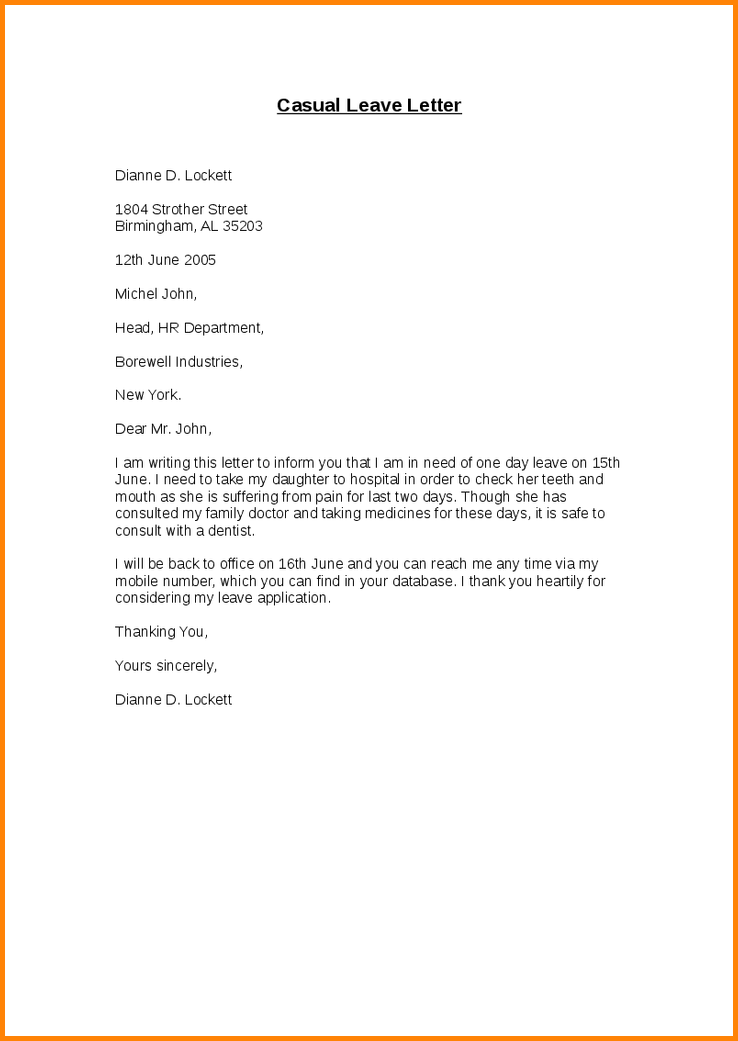 Casual Leave Letter
Dianne D. Lockett
1804 Strother Street
Birmingham, AL 35203
12th June 2005
Michel John,
Head, HR Department,
Borewell Industries,
New York.
Dear Mr. John,
I am writing this letter to inform you that I am in need of one day leave on 15th
June. I need to take my daughter to hospital in order to check her teeth and
mouth as she is suffering from pain for last two days. Though she has
consulted my family doctor and taking medicines for these days, it is safe to
consult with a dentist.
I will be back to office on 16th June and you can reach me any time via my
mobile number, which you can find in your database. I thank you heartily for
considering my leave application.
Thanking You,
Yours sincerely,
Dianne D. Lockett